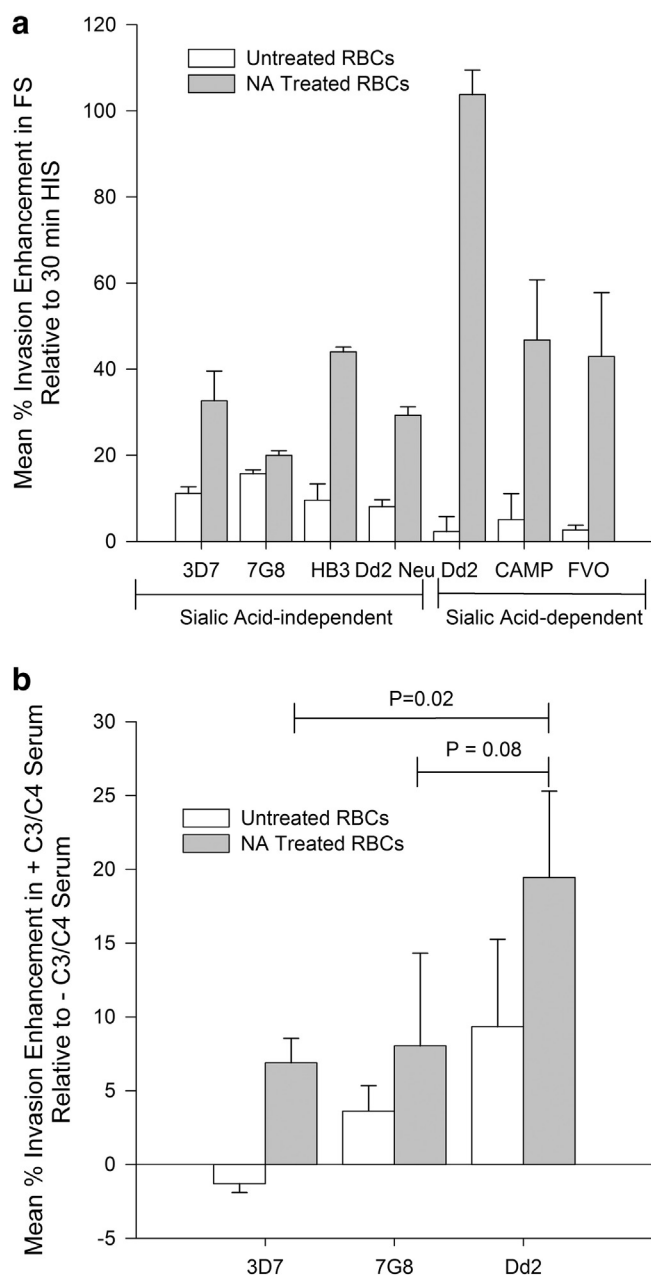 a
Mean % Invasion Enhancement in FS
Relative to 30 min HIS
120
100
80
60
40
20
0
Untreated RBCs
NA Treated RBCs
3D7 7G8 HB3 Dd2 Neu Dd2 CAMP FVO
Sialic Acid-independent Sialic Acid-dependent
b
Mean % Invasion Enhancement in + C3/C4 Serum
Relative to - C3/C4 Serum
30
25
20
15
10
5
0
-5
P=0.02
P = 0.08
Untreated RBCs
NA Treated RBCs
3D7 7G8 Dd2